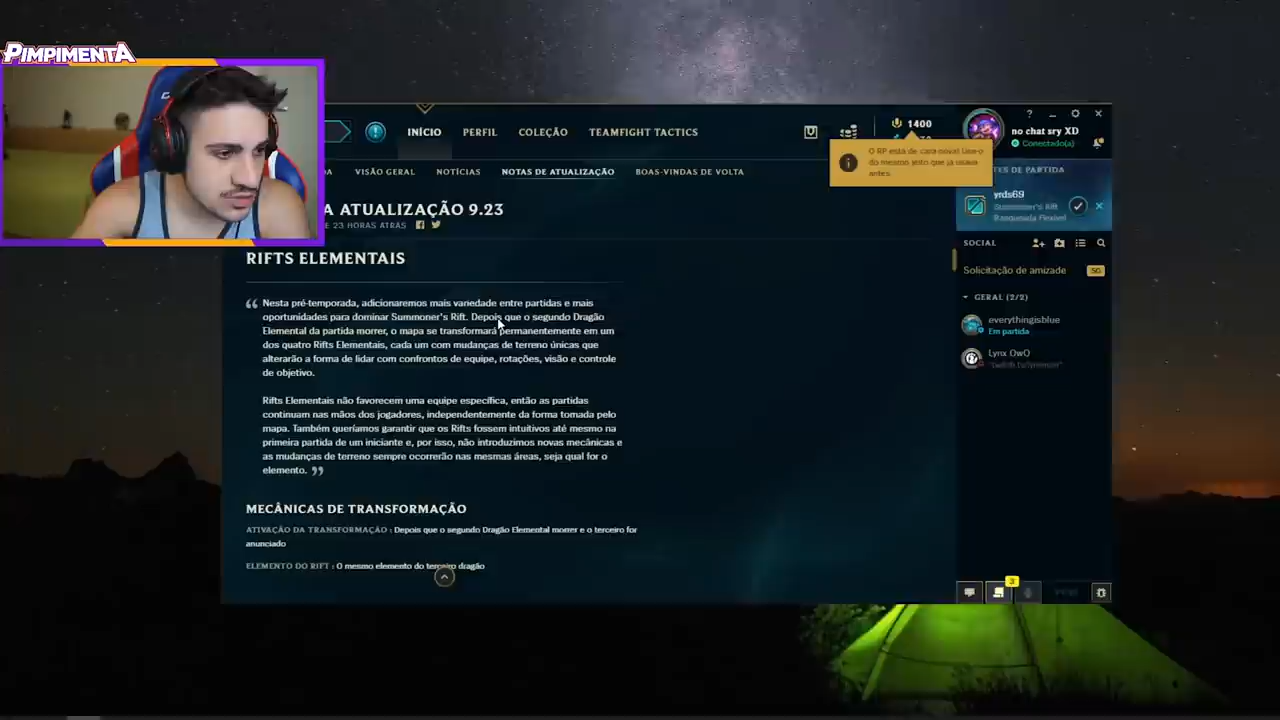 PIMPIMENTA
INÍCIO
PERFIL
COLEÇÃO
TEAMFIGHT TACTICS
1400
?
no chat sry XD
Conectado(a)
O RP está de cara nova! Use-o
do mesmo jeito que já usava
antes.
DA
VISÃO GERAL
NOTÍCIAS
NOTAS DE ATUALIZAÇÃO
BOAS-VINDAS DE VOLTA
TES DE PARTIDA
yrds69
Summoner's Rift
Ranqueada Flexível
A ATUALIZAÇÃO 9.23
E 23 HORAS ATRÁS
SOCIAL
Solicitação de amizade
50
GERAL (2/2)
everythingisblue
Em partida
Lynx OwO
RIFTS ELEMENTAIS
“ Nesta pré-temporada, adicionaremos mais variedade entre partidas e mais
oportunidades para dominar Summoner's Rift. Depois que o segundo Dragão
Elemental da partida morrer, o mapa se transformará permanentemente em um
dos quatro Rifts Elementais, cada um com mudanças de terreno únicas que
alterarão a forma de lidar com confrontos de equipe, rotações, visão e controle
de objetivo.
Rifts Elementais não favorecem uma equipe específica, então as partidas
continuam nas mãos dos jogadores, independentemente da forma tomada pelo
mapa. Também queríamos garantir que os Rifts fossem intuitivos até mesmo na
primeira partida de um iniciante e, por isso, não introduzimos novas mecânicas e
as mudanças de terreno sempre ocorrerão nas mesmas áreas, seja qual for o
elemento. ”
MECÂNICAS DE TRANSFORMAÇÃO
ATIVAÇÃO DA TRANSFORMAÇÃO : Depois que o segundo Dragão Elemental morrer e o terceiro for
anunciado
ELEMENTO DO RIFT : O mesmo elemento do terceiro dragão
3